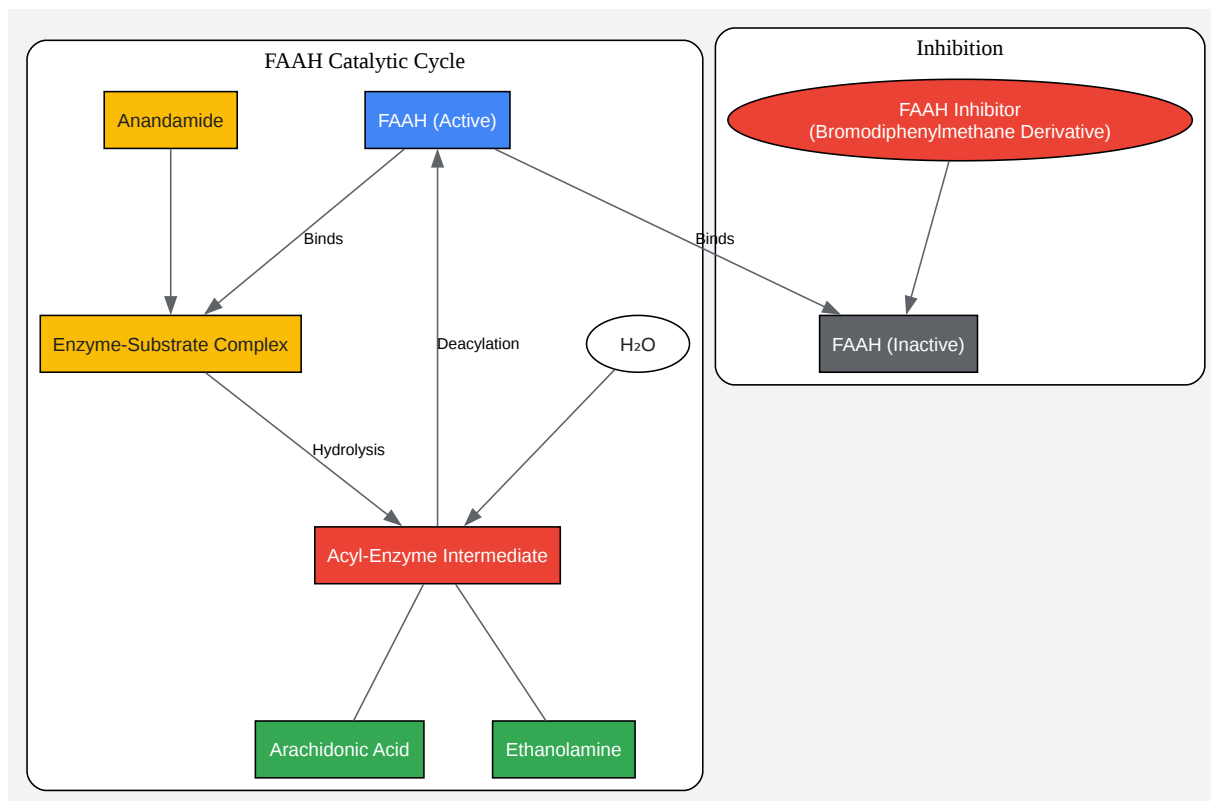 FAAH Catalytic Cycle
Inhibition
Anandamide
FAAH (Active)
FAAH Inhibitor
(Bromodiphenylmethane Derivative)
Binds
Binds
Enzyme-Substrate Complex
Deacylation
H₂O
FAAH (Inactive)
Hydrolysis
Acyl-Enzyme Intermediate
Arachidonic Acid
Ethanolamine